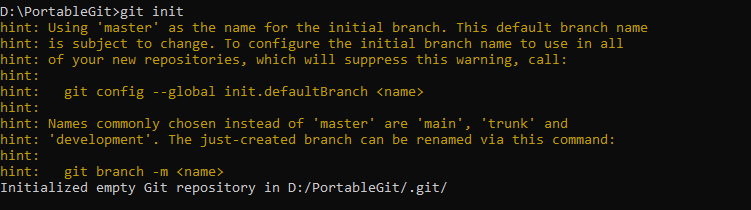 D:\PortableGit>git init
hint: Using 'master' as the name for the initial branch. This default branch name
hint: is subject to change. To configure the initial branch name to use in all
hint: of your new repositories, which will suppress this warning, call:
hint:
hint:   git config --global init.defaultBranch <name>
hint:
hint: Names commonly chosen instead of 'master' are 'main', 'trunk' and
hint: 'development'. The just-created branch can be renamed via this command:
hint:
hint:   git branch -m <name>
Initialized empty Git repository in D:/PortableGit/.git/